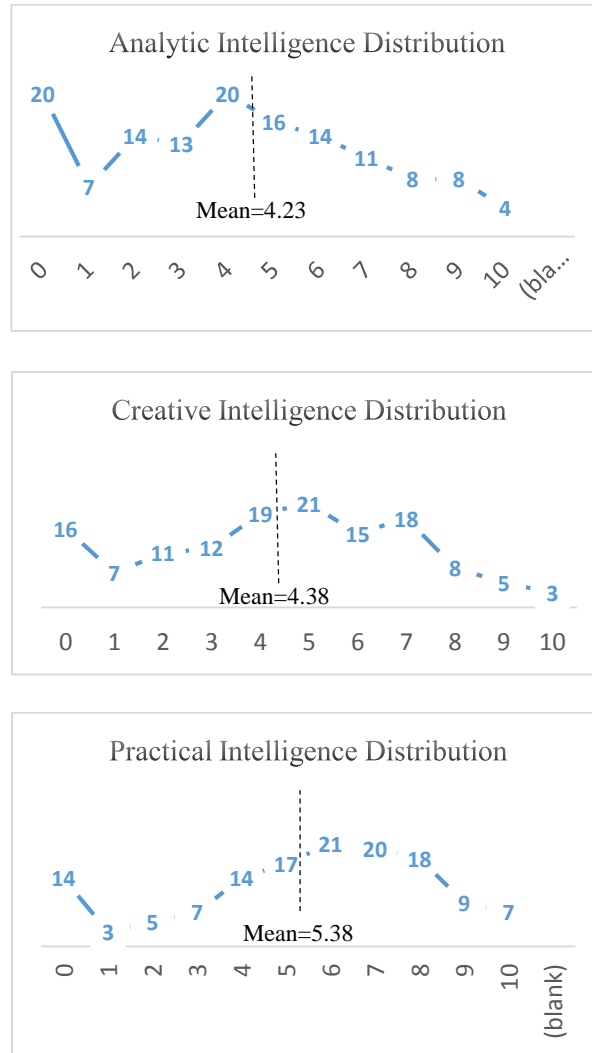 Analytic Intelligence Distribution
20 7 14 13 20 16 14 11 8 8 4
Mean=4.23
0 1 2 3 4 5 6 7 8 9 10 (bla...
Creative Intelligence Distribution
16 7 11 12 19 21 15 18 8 5 3
Mean=4.38
0 1 2 3 4 5 6 7 8 9 10
Practical Intelligence Distribution
14 3 5 7 14 17 21 20 18 9 7
Mean=5.38
0 1 2 3 4 5 6 7 8 9 10 (blank)